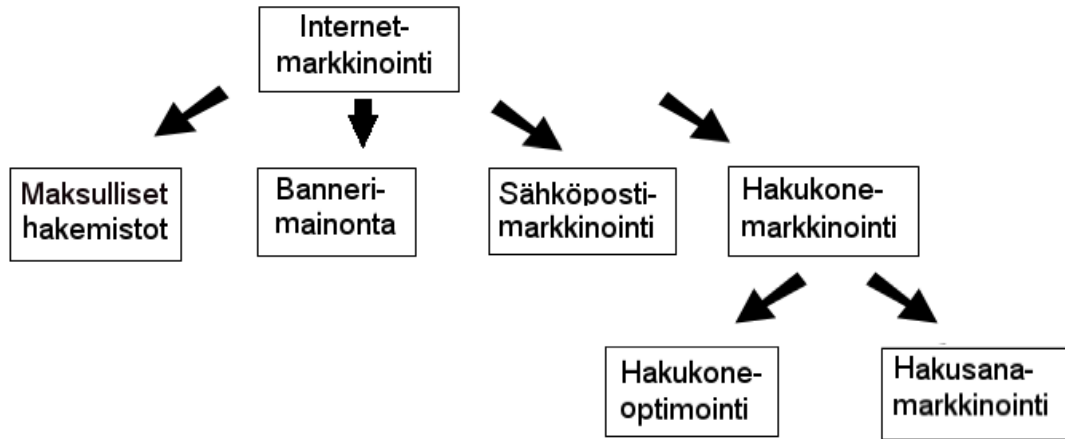 Internet-
markkinointi
Maksulliset
hakemistot
Banneri-
mainonta
Sähköposti-
markkinointi
Hakukone-
markkinointi
Hakukone-
optimointi
Hakusana-
markkinointi